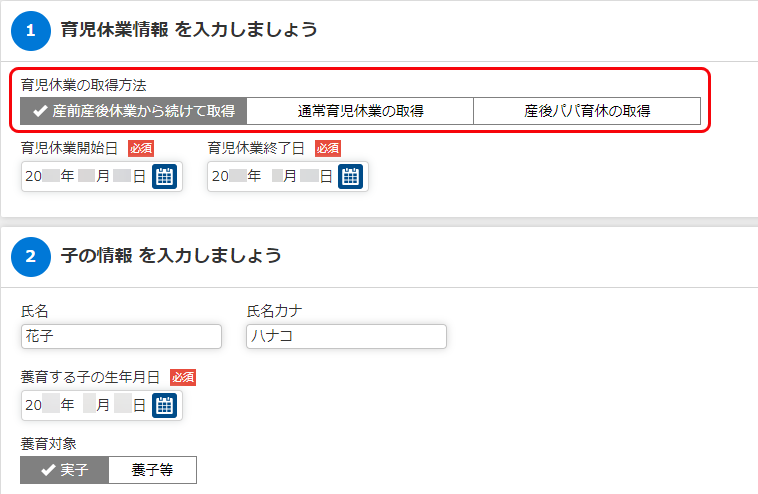 1 育児休業情報 を入力しましょう
育児休業の取得方法
産前産後休業から続けて取得 通常育児休業の取得 産後パパ育休の取得
育児休業開始日 必須 育児休業終了日 必須
20 年 月 日 20 年 月 日
2 子の情報 を入力しましょう
氏名 氏名カナ
花子 ハナコ
養育する子の生年月日 必須
20 年 月 日
養育対象
実子 養子等